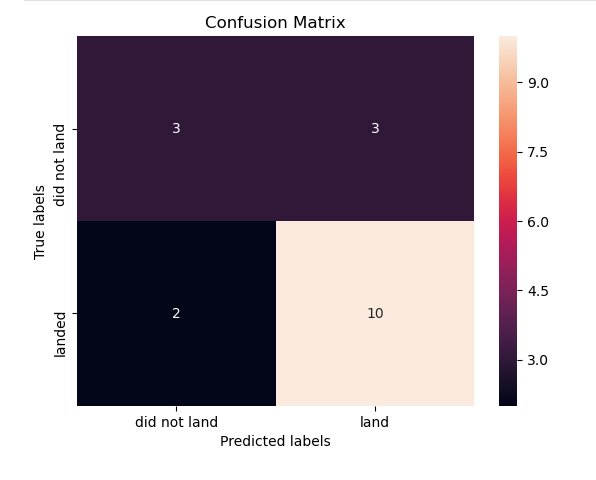 Confusion Matrix
True labels
did not land
landed
3
3
2
10
did not land
land
Predicted labels
9.0
7.5
6.0
4.5
3.0